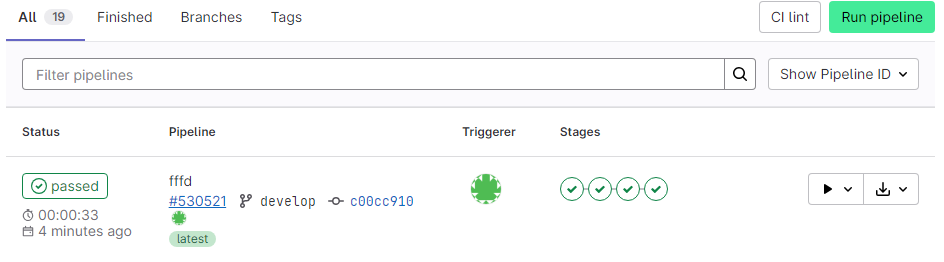 All 19 Finished Branches Tags CI lint Run pipeline
Filter pipelines Show Pipeline ID
Status Pipeline Triggerer Stages
passed
00:00:33
4 minutes ago
fffd
#530521 develop c00cc910
latest